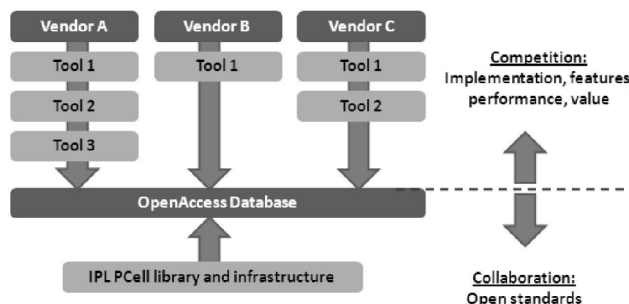 Vendor A
Vendor B
Vendor C
Tool 1
Tool 1
Tool 1
Tool 2
Tool 2
Tool 3
Competition:
Implementation, features
performance, value
OpenAccess Database
IPL PCell library and infrastructure
Collaboration:
Open standards